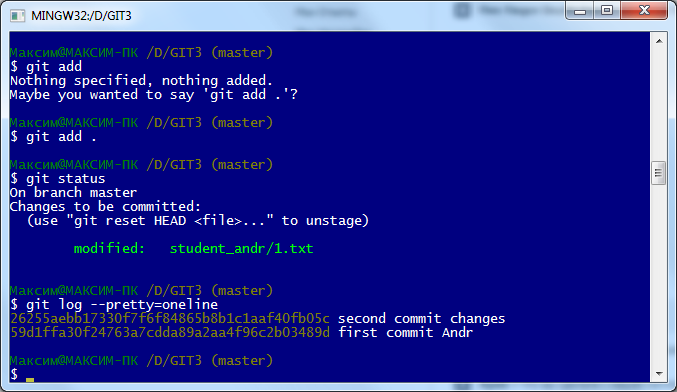 MINGW32:/D/GIT3
Максим@МАКСИМ-ПК /D/GIT3 (master)
$ git add
Nothing specified, nothing added.
Maybe you wanted to say 'git add .'?
Максим@МАКСИМ-ПК /D/GIT3 (master)
$ git add .
Максим@МАКСИМ-ПК /D/GIT3 (master)
$ git status
On branch master
Changes to be committed:
(use "git reset HEAD <file>..." to unstage)
modified:   student_andr/1.txt
Максим@МАКСИМ-ПК /D/GIT3 (master)
$ git log --pretty=oneline
26255aebb17330f7f6f84865b8b1c1aaf40fb05c second commit changes
59d1ffa30f24763a7cdda89a2aa4f96c2b03489d first commit Andr
Максим@МАКСИМ-ПК /D/GIT3 (master)
$